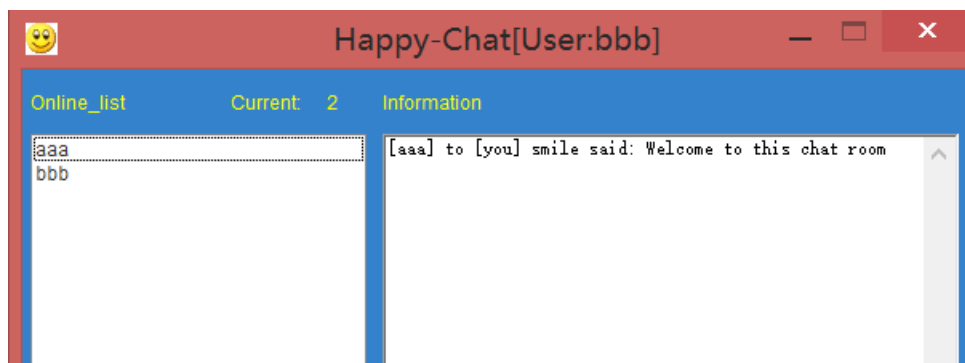 Happy-Chat[User:bbb]
Online_list Current: 2 Information
aaa
bbb
[aaa] to [you] smile said: Welcome to this chat room